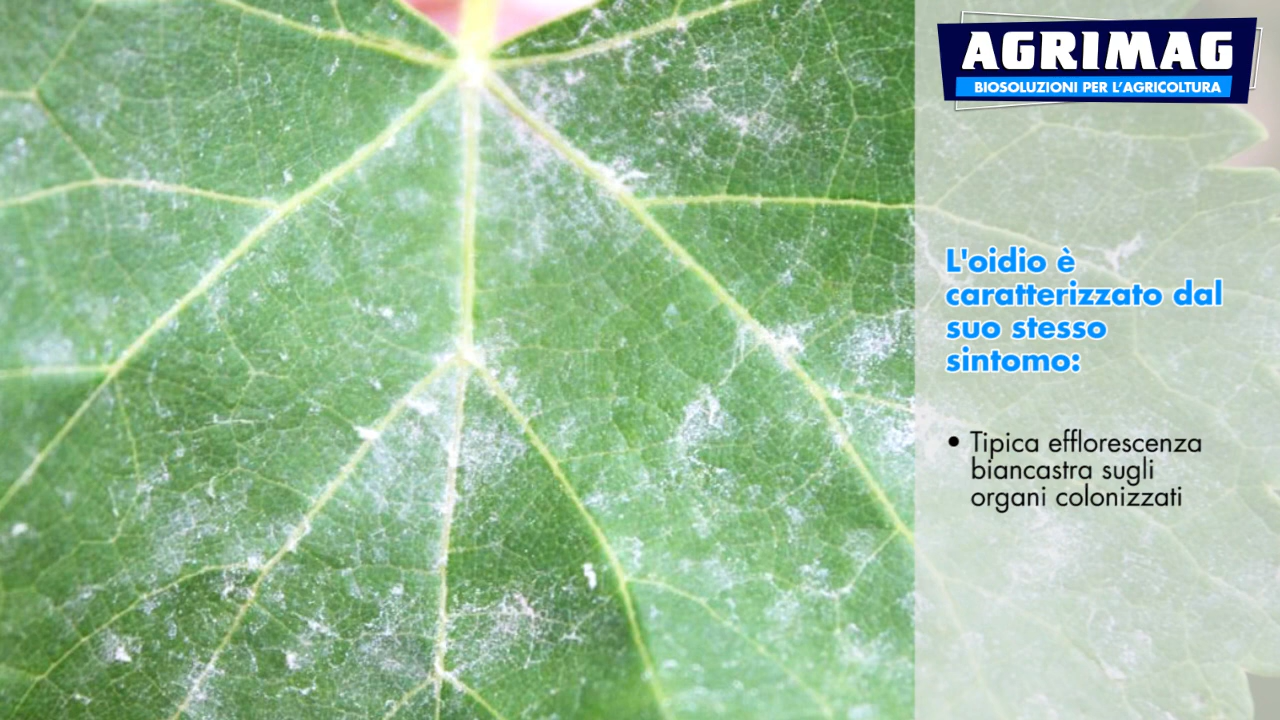 AGRIMAG
BIOSOLUZIONI PER L'AGRICOLTURA
L'oidio è
caratterizzato dal
suo stesso
sintomo:
• Tipica efflorescenza
biancastra sugli
organi colonizzati